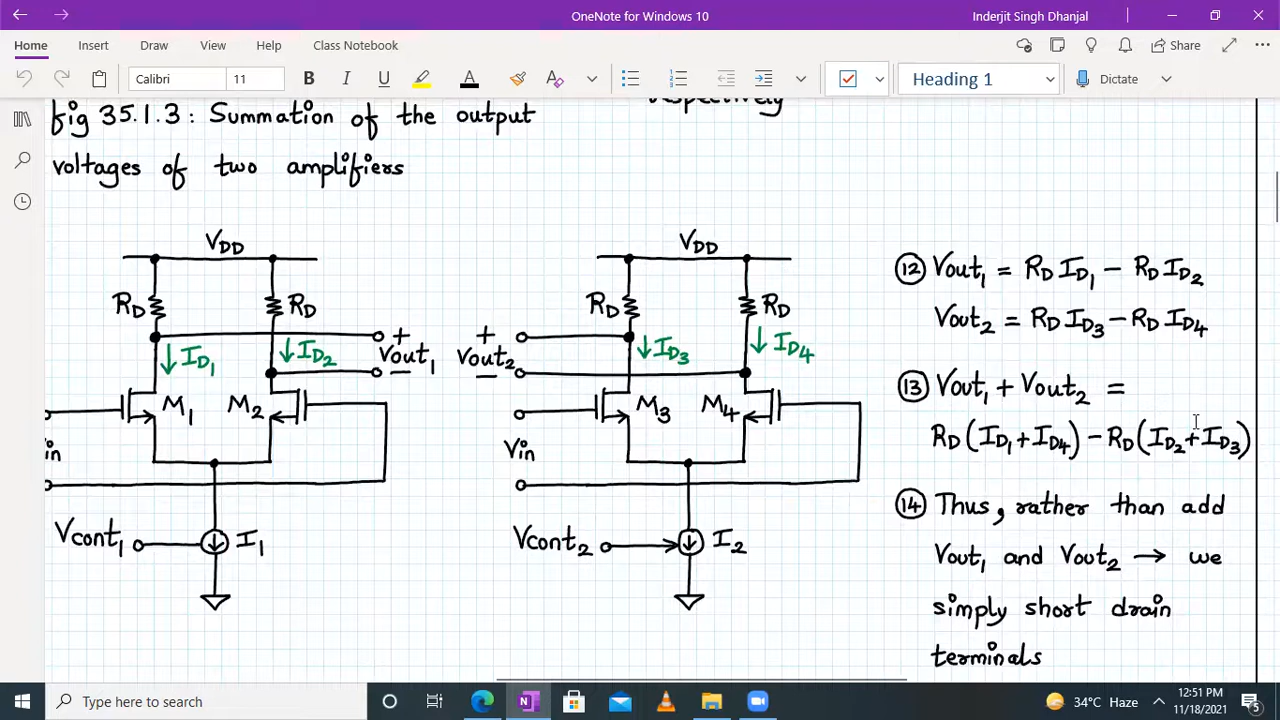 OneNote for Windows 10
Inderjit Singh Dhanjal
Home Insert Draw View Help Class Notebook
Share
Calibri 11 B I U A Heading 1 Dictate
respectively
fig 35.1.3: Summation of the output
voltages of two amplifiers
VDD
RD RD
+
ID1 ID2 Vout1
-
M1 M2
in
Vcont1 I1
VDD
RD RD
+
Vout2 ID3 ID4
-
M3 M4
Vin
Vcont2 I2
⑫ Vout1 = RD ID1 - RD ID2
Vout2 = RD ID3 - RD ID4
⑬ Vout1 + Vout2 =
RD (ID1 + ID4) - RD (ID2 + ID3)
⑭ Thus, rather than add
Vout1 and Vout2 → we
simply short drain
terminals
Type here to search
34°C Haze
12:51 PM
11/18/2021
5